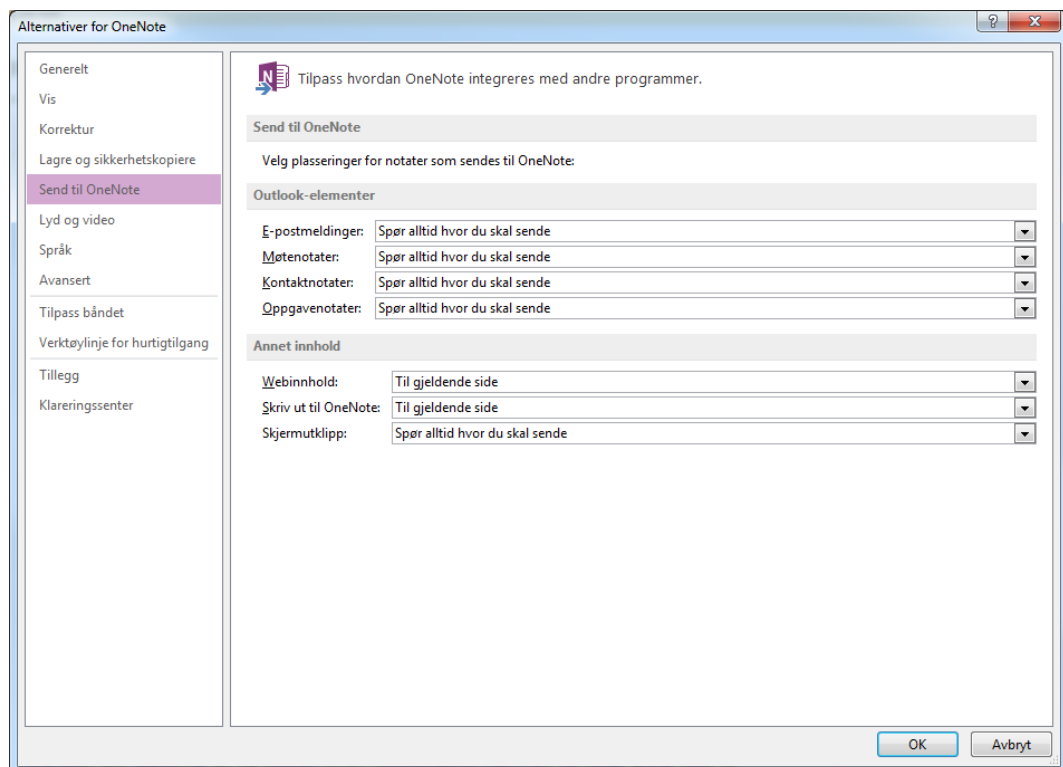 Alternativer for OneNote
Generelt
Vis
Korrektur
Lagre og sikkerhetskopiere
Send til OneNote
Lyd og video
Språk
Avansert
Tilpass båndet
Verktøylinje for hurtigtilgang
Tillegg
Klareringssenter
Tilpass hvordan OneNote integreres med andre programmer.
Send til OneNote
Velg plasseringer for notater som sendes til OneNote:
Outlook-elementer
E-postmeldinger: Spør alltid hvor du skal sende
Møtenotater: Spør alltid hvor du skal sende
Kontaktnotater: Spør alltid hvor du skal sende
Oppgavenotater: Spør alltid hvor du skal sende
Annet innhold
Webinnhold: Til gjeldende side
Skriv ut til OneNote: Til gjeldende side
Skjermutklipp: Spør alltid hvor du skal sende
OK Avbryt